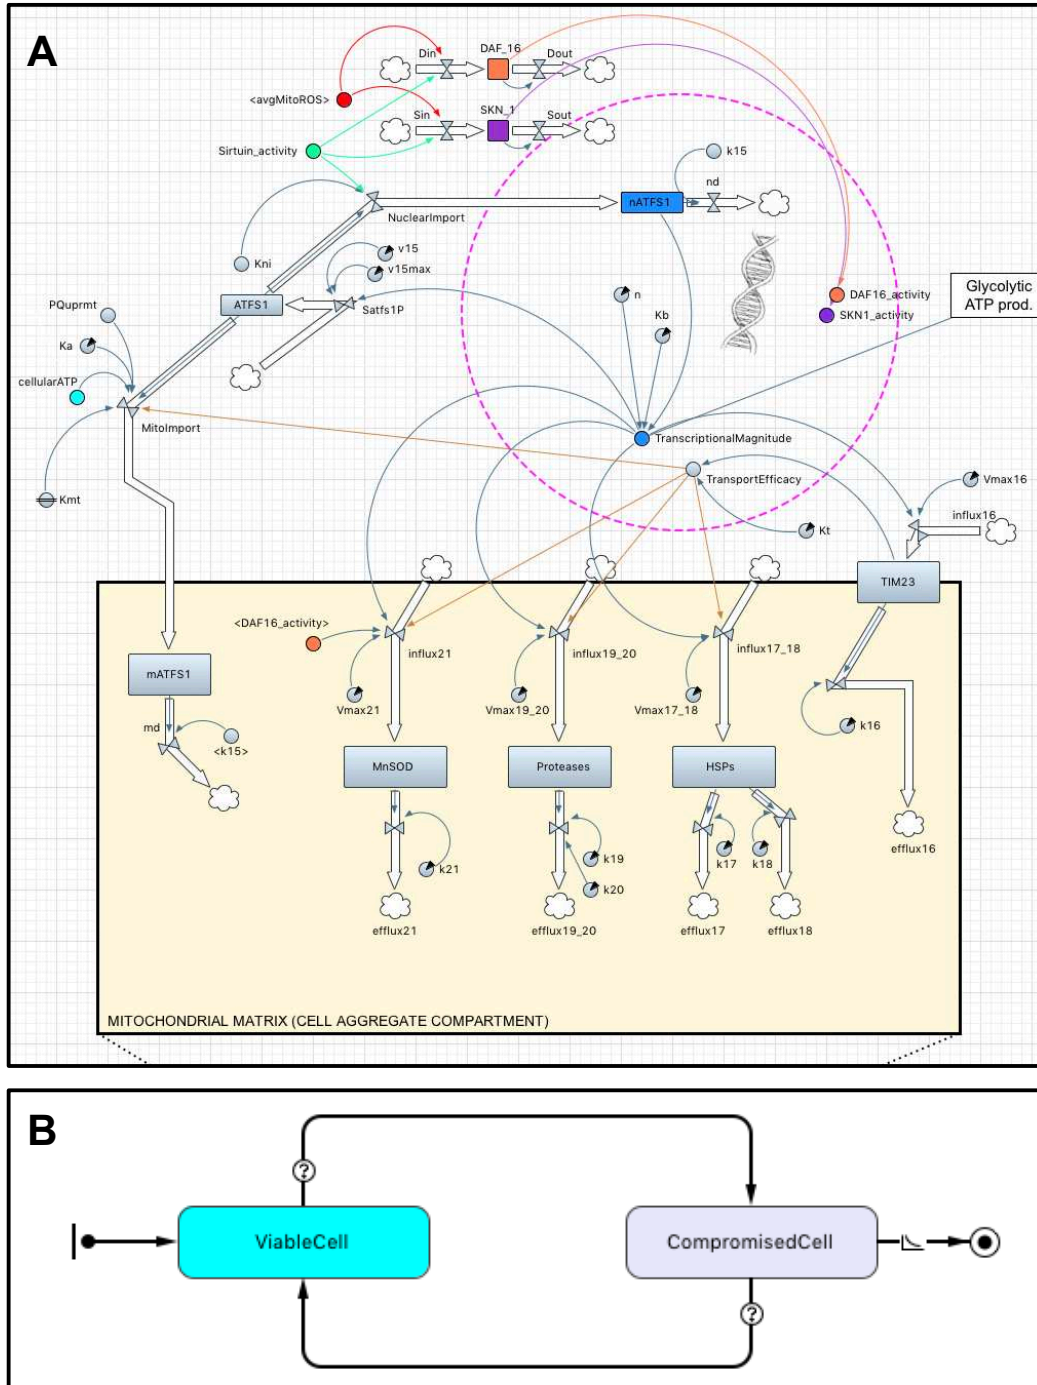 A
Din
DAF_16
Dout
<avgMitoROS>
Sin
SKN_1
Sout
Sirtuin_activity
k15
nATFS1
nd
NuclearImport
Kni
v15
v15max
ATFS1
Satfs1P
PQuprmt
Ka
cellularATP
MitoImport
Kmt
n
Kb
DAF16_activity
SKN1_activity
Glycolytic
ATP prod.
TranscriptionalMagnitude
TransportEfficacy
Vmax16
influx16
Kt
TIM23
<DAF16_activity>
influx21
influx19_20
influx17_18
mATFS1
Vmax21
Vmax19_20
Vmax17_18
k16
md
<k15>
MnSOD
Proteases
HSPs
k21
k19
k20
k17
k18
efflux16
efflux21
efflux19_20
efflux17
efflux18
MITOCHONDRIAL MATRIX (CELL AGGREGATE COMPARTMENT)
B
?
ViableCell
CompromisedCell
?